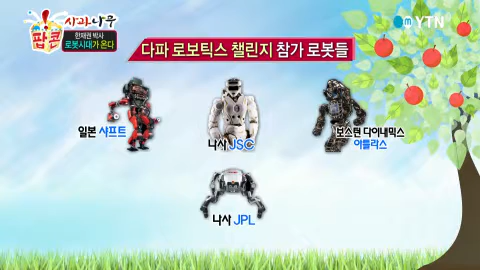 사과나무
팝콘
한재권 박사
로봇시대가 온다
YTN
다파 로보틱스 챌린지 참가 로봇들
일본 샤프트
나사 JSC
보스턴 다이내믹스
아틀라스
나사 JPL